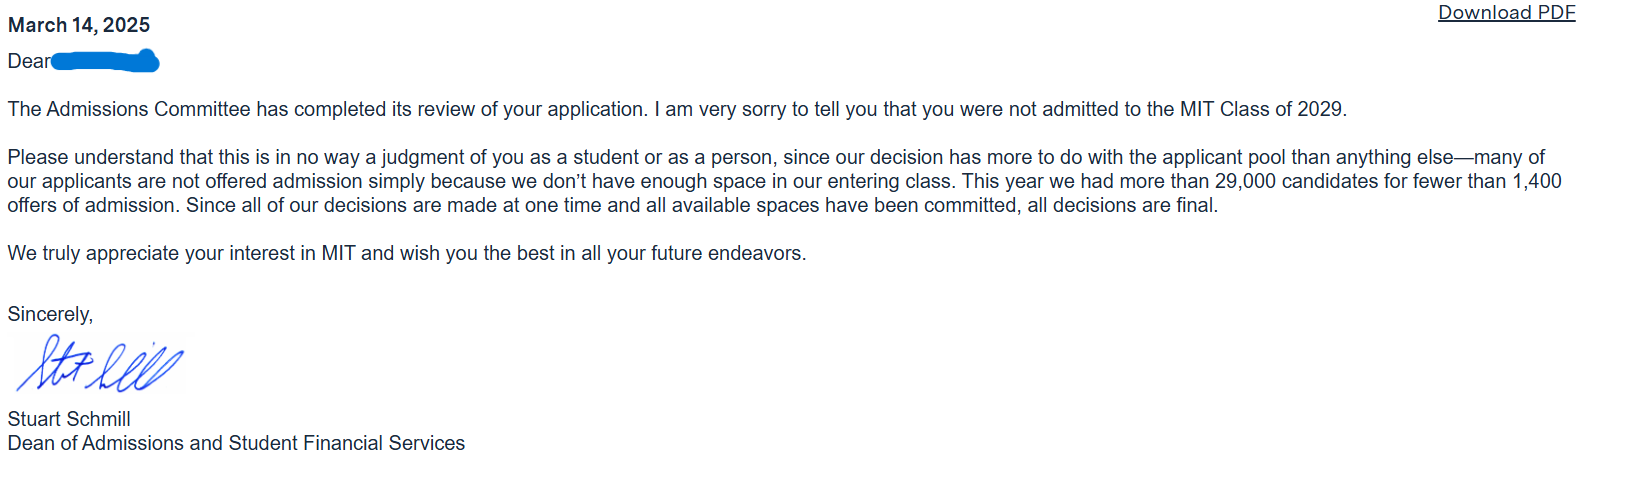 Download PDF
March 14, 2025
Dear
The Admissions Committee has completed its review of your application. I am very sorry to tell you that you were not admitted to the MIT Class of 2029.
Please understand that this is in no way a judgment of you as a student or as a person, since our decision has more to do with the applicant pool than anything else—many of
our applicants are not offered admission simply because we don’t have enough space in our entering class. This year we had more than 29,000 candidates for fewer than 1,400
offers of admission. Since all of our decisions are made at one time and all available spaces have been committed, all decisions are final.
We truly appreciate your interest in MIT and wish you the best in all your future endeavors.
Sincerely,
Stuart Schmill
Dean of Admissions and Student Financial Services